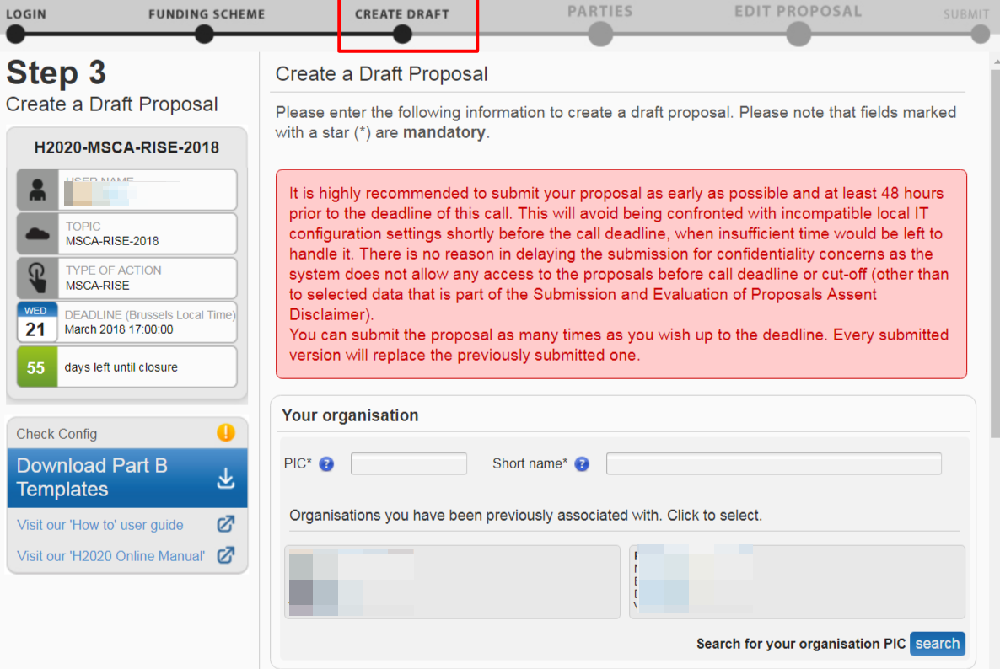 LOGIN
FUNDING SCHEME
CREATE DRAFT
PARTIES
EDIT PROPOSAL
SUBMIT
Step 3
Create a Draft Proposal
H2020-MSCA-RISE-2018
USER NAME
TOPIC
MSCA-RISE-2018
TYPE OF ACTION
MSCA-RISE
WED
21
DEADLINE (Brussels Local Time)
March 2018 17:00:00
55
days left until closure
Check Config
Download Part B
Templates
Visit our 'How to' user guide
Visit our 'H2020 Online Manual'
Create a Draft Proposal
Please enter the following information to create a draft proposal. Please note that fields marked
with a star (*) are mandatory.
It is highly recommended to submit your proposal as early as possible and at least 48 hours
prior to the deadline of this call. This will avoid being confronted with incompatible local IT
configuration settings shortly before the call deadline, when insufficient time would be left to
handle it. There is no reason in delaying the submission for confidentiality concerns as the
system does not allow any access to the proposals before call deadline or cut-off (other than
to selected data that is part of the Submission and Evaluation of Proposals Assent
Disclaimer).
You can submit the proposal as many times as you wish up to the deadline. Every submitted
version will replace the previously submitted one.
Your organisation
PIC* ?
Short name* ?
Organisations you have been previously associated with. Click to select.
Search for your organisation PIC search